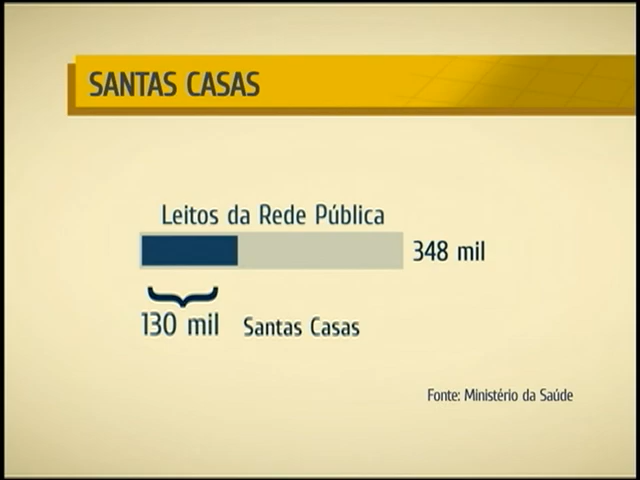 SANTAS CASAS
Leitos da Rede Pública
348 mil
130 mil Santas Casas
Fonte: Ministério da Saúde